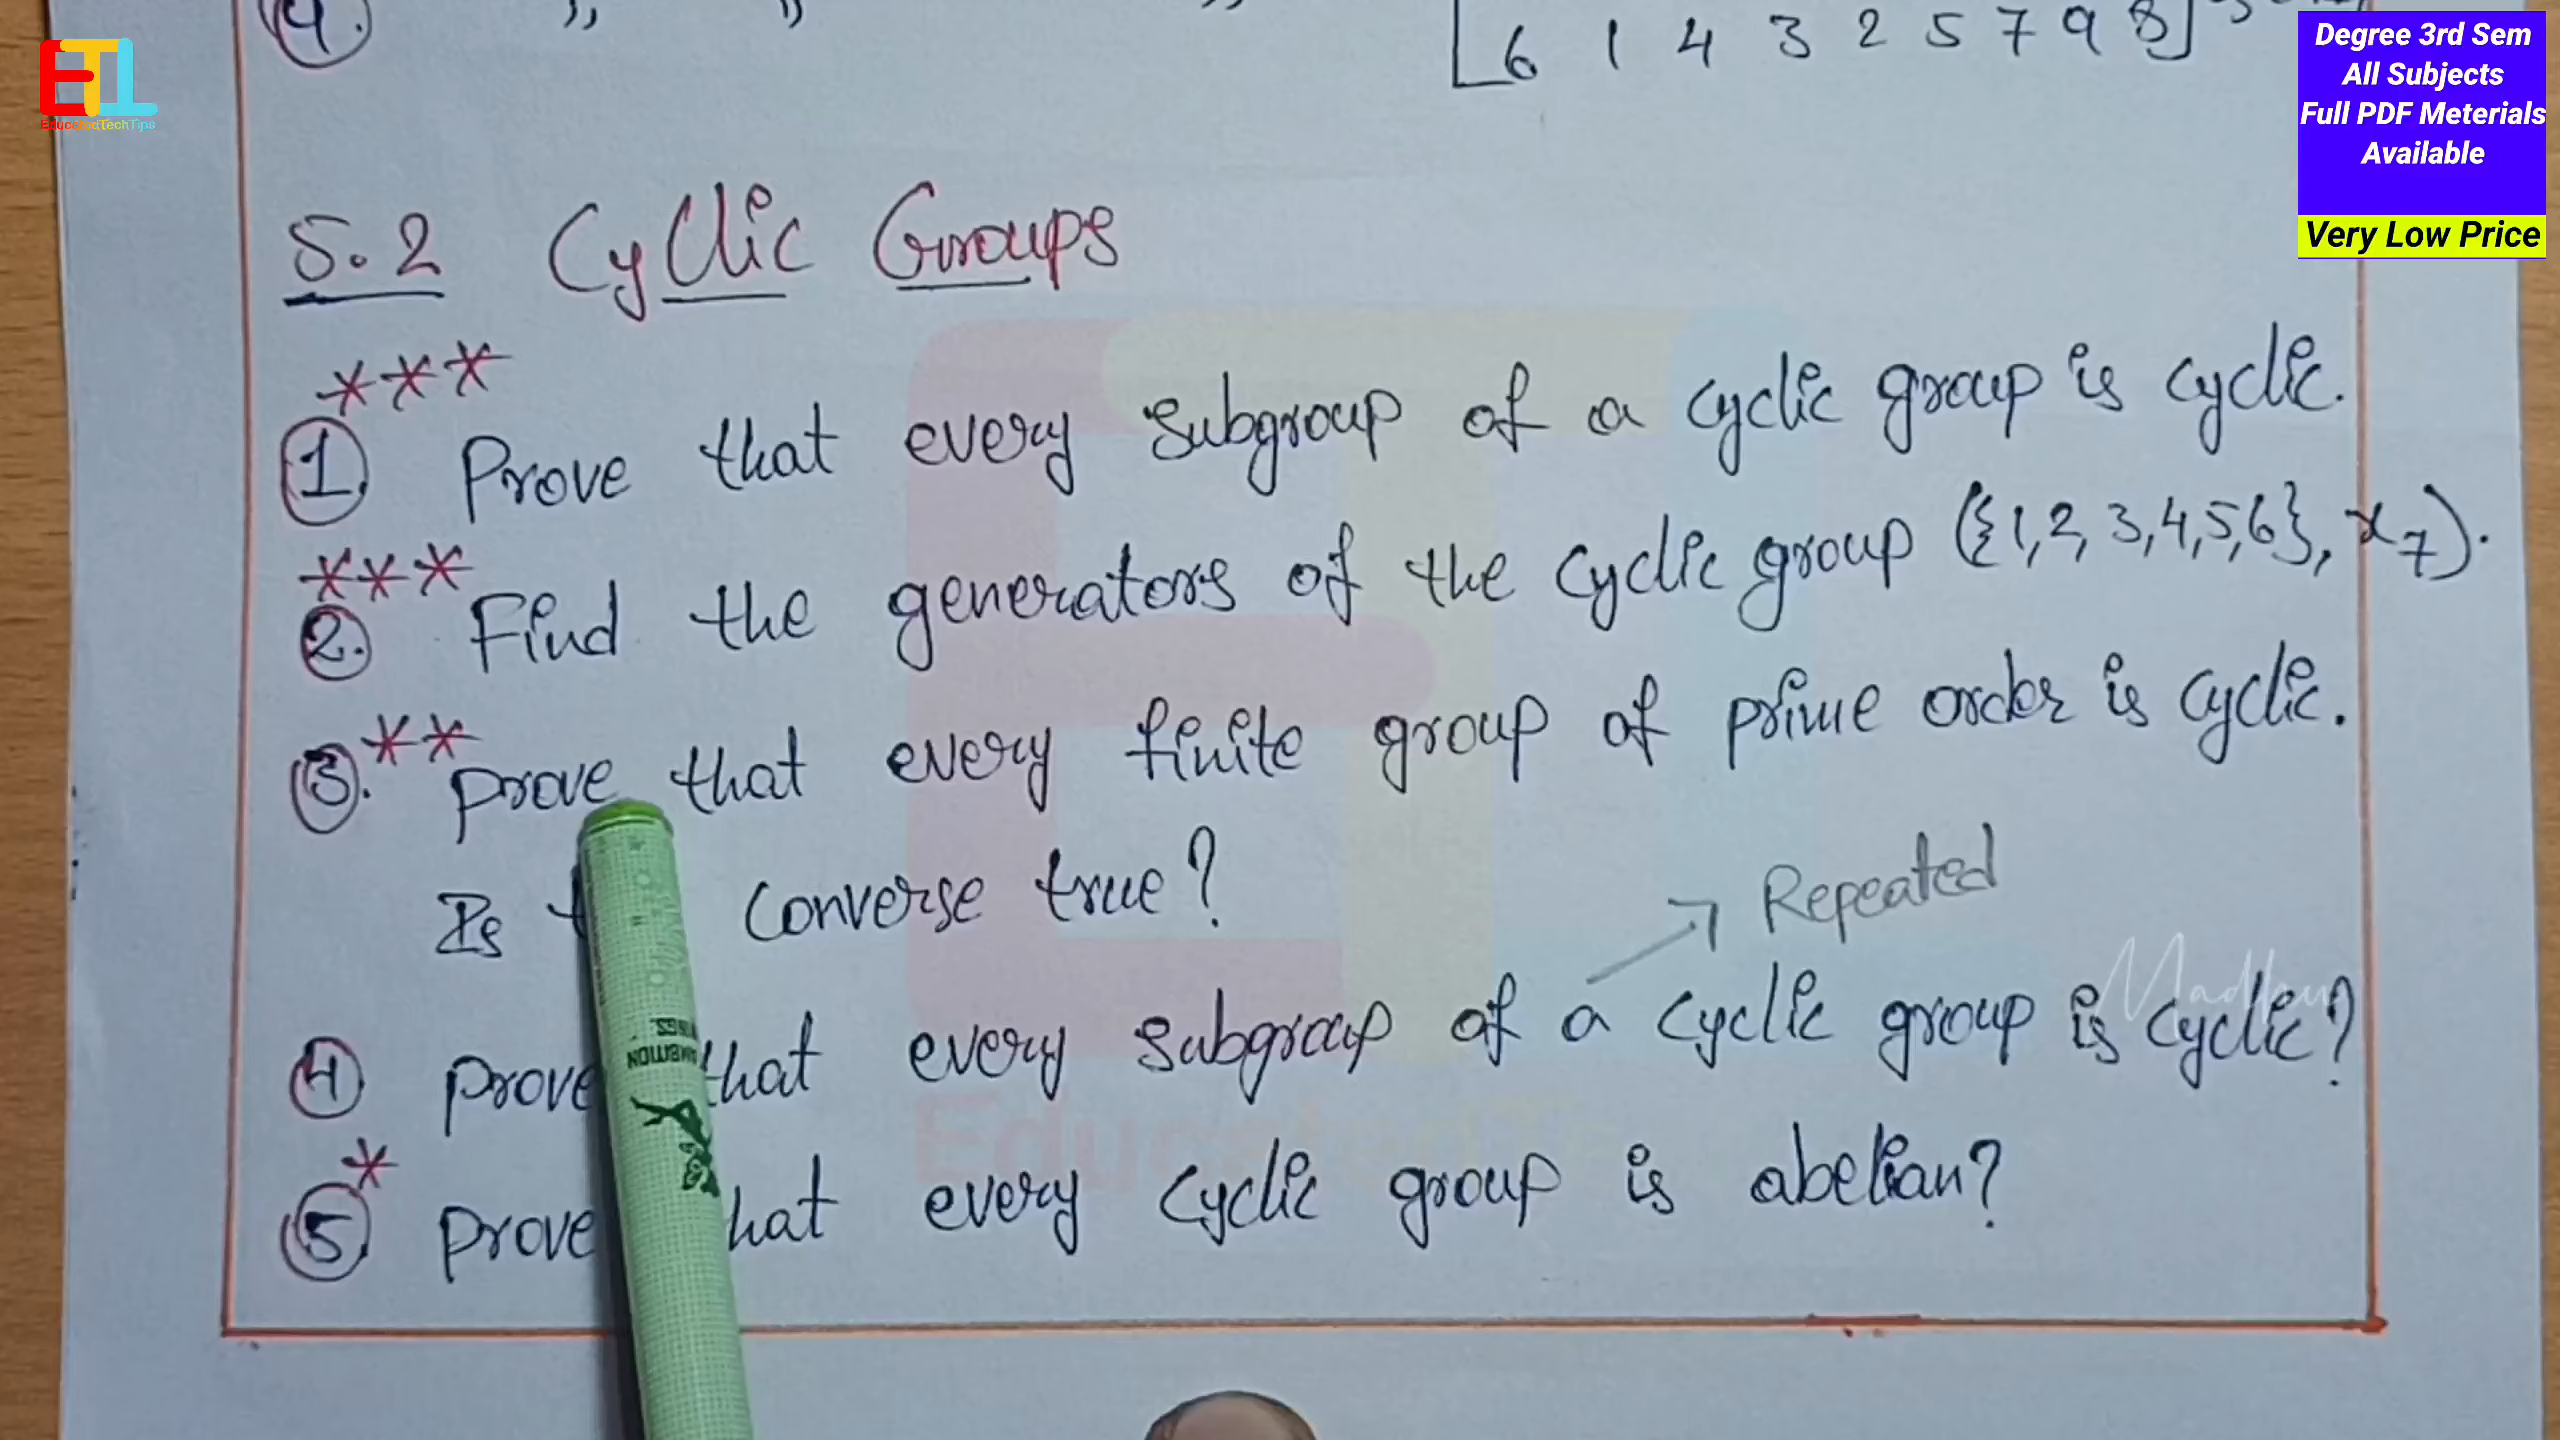 4. " " "
6 1 4 3 2 5 7 9 8
ETL
EducatedTechTips
Degree 3rd Sem
All Subjects
Full PDF Meterials
Available
Very Low Price
5.2 Cyclic Groups
***
1. Prove that every subgroup of a cyclic group is cyclic.
***
2. Find the generators of the cyclic group ({1,2,3,4,5,6}, x7).
**
3. prove that every finite group of prime order is cyclic.
Is converse true?
→ Repeated
4 prove that every subgroup of a cyclic group is cyclic?
*
5. prove hat every cyclic group is abelian?
AMBITION